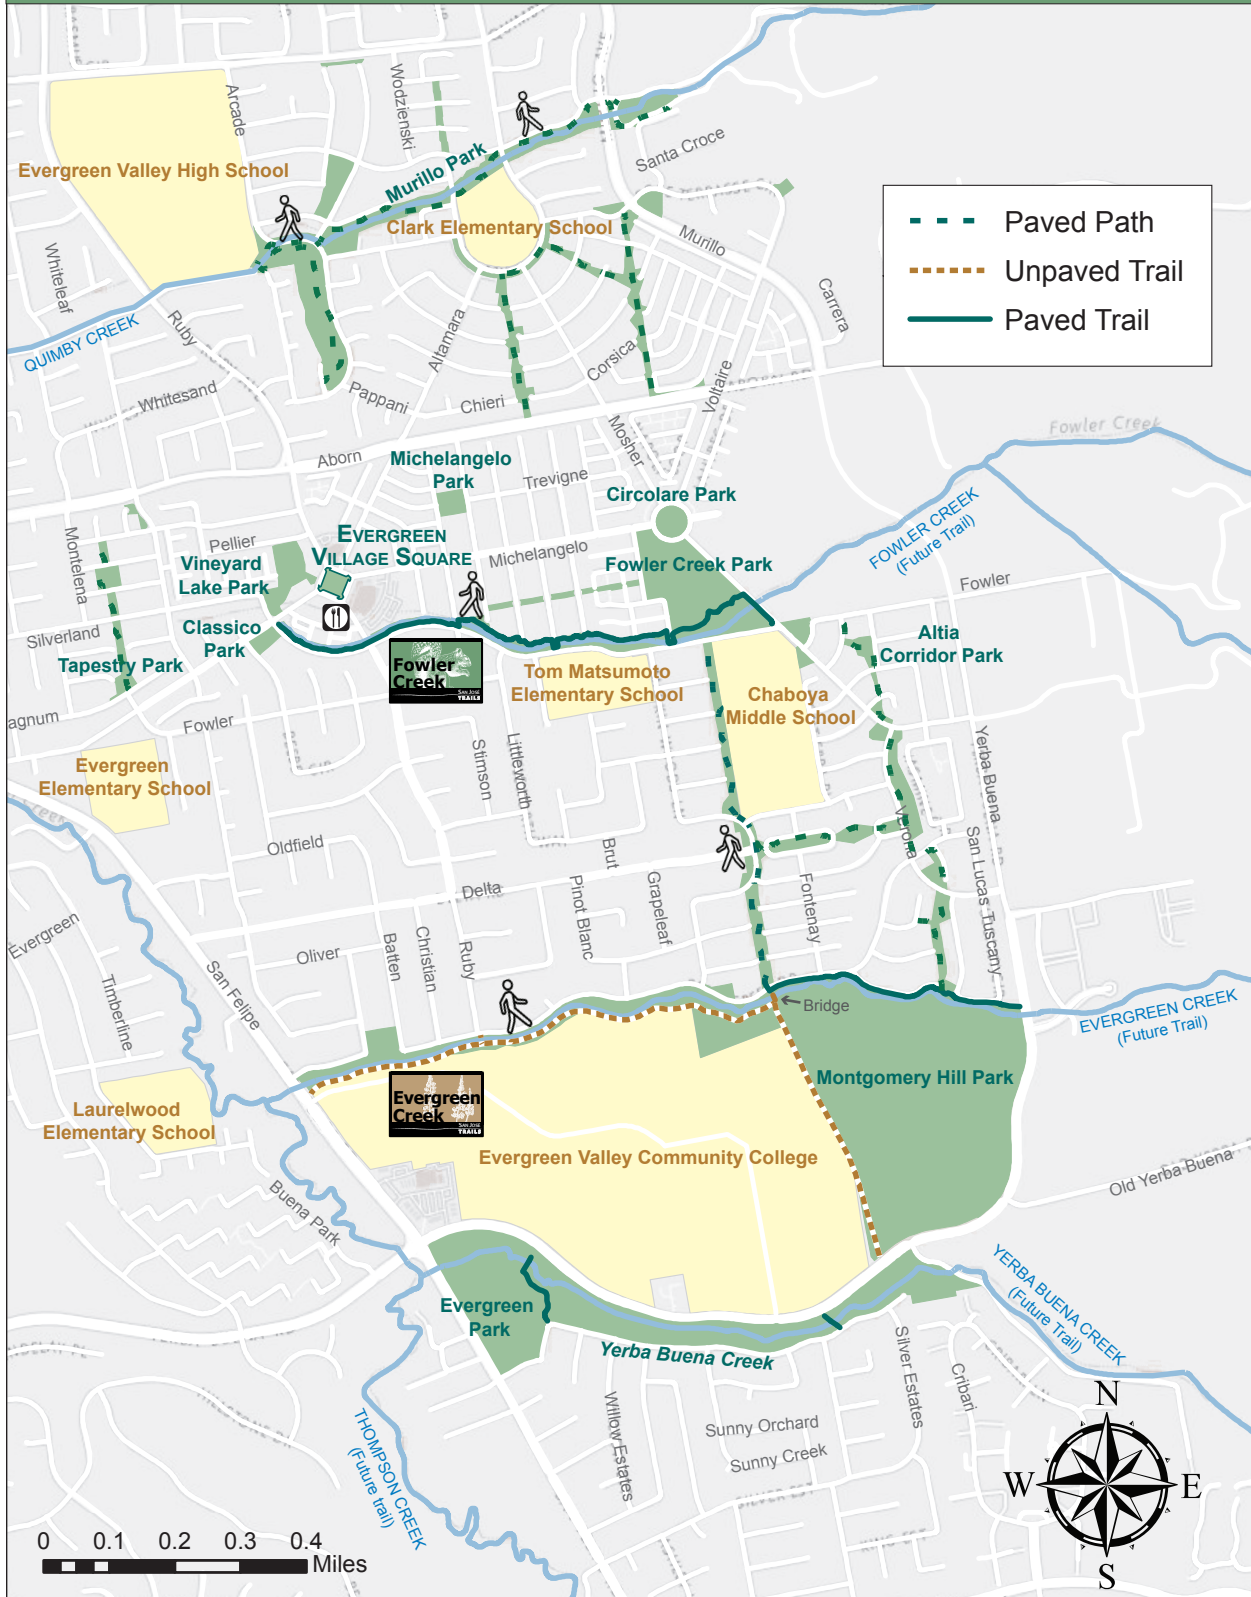 Wodzienski
Arcade
Evergreen Valley High School
Murillo Park
Santa Croce
Clark Elementary School
Murillo
Paved Path
Unpaved Trail
Paved Trail
Whiteleaf
QUIMBY CREEK
Ruby
Carrera
Altamara
Corsica
Voltaire
Whitesand
Pappani
Chieri
Mosher
Fowler Creek
Aborn
Michelangelo
Park
Trevigne
Circolare Park
FOWLER CREEK
(Future Trail)
Montelena
Pellier
EVERGREEN
VILLAGE SQUARE
Michelangelo
Vineyard
Lake Park
Fowler Creek Park
Fowler
Silverland
Classico
Park
Altia
Corridor Park
Tapestry Park
Fowler
Creek
SAN JOSE
TRAILS
Tom Matsumoto
Elementary School
Chaboya
Middle School
agnum
Fowler
Evergreen
Elementary School
Stimson
Littleworth
Yerba Buena
Creek
Oldfield
Brut
Verona
San Lucas
Tuscany
Delta
Pinot Blanc
Grapeleaf
Fontenay
Evergreen
Oliver
Batten
Christian
Ruby
San Felipe
Timberline
Bridge
EVERGREEN CREEK
(Future Trail)
Montgomery Hill Park
Evergreen
Creek
SAN JOSE
TRAILS
Laurelwood
Elementary School
Evergreen Valley Community College
Old Yerba Buena
Buena Park
YERBA BUENA CREEK
(Future Trail)
Evergreen
Park
Yerba Buena Creek
Silver Estates
Cribari
Willow Estates
THOMPSON CREEK
(Future trail)
Sunny Orchard
Sunny Creek
N
W
E
S
0 0.1 0.2 0.3 0.4
Miles